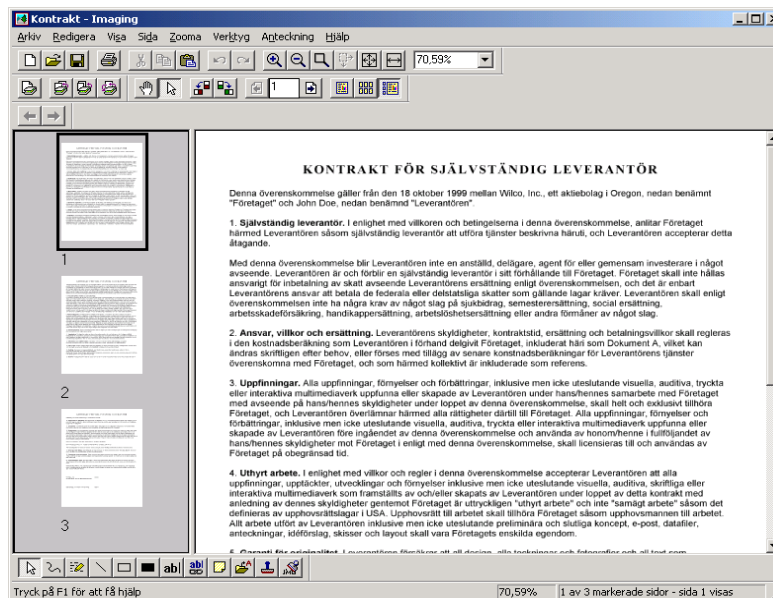 Kontrakt - Imaging
Arkiv Redigera Visa Sida Zooma Verktyg Anteckning Hjälp
70,59%
1
KONTRAKT FÖR SJÄLVSTÄNDIG LEVERANTÖR
Denna överenskommelse gäller från den 18 oktober 1999 mellan Wilco, Inc., ett aktiebolag i Oregon, nedan benämnt
"Företaget" och John Doe, nedan benämnd "Leverantören".
1. Självständig leverantör. I enlighet med villkoren och betingelserna i denna överenskommelse, anlitar Företaget
härmed Leverantören såsom självständig leverantör att utföra tjänster beskrivna häruti, och Leverantören accepterar detta
åtagande.
Med denna överenskommelse blir Leverantören inte en anställd, delägare, agent för eller gemensam investerare i något
avseende. Leverantören är och förblir en självständig leverantör i sitt förhållande till Företaget. Företaget skall inte hållas
ansvarigt för inbetalning av skatt avseende Leverantörens ersättning enligt överenskommelsen, och det är enbart
Leverantörens ansvar att betala de federala eller delstatsliga skatter som gällande lagar kräver. Leverantören skall enligt
överenskommelsen inte ha några krav av något slag på sjukbidrag, semesterersättning, social ersättning,
arbetsskadeförsäkring, handikappersättning, arbetslöshetsersättning eller andra förmåner av något slag.
2. Ansvar, villkor och ersättning. Leverantörens skyldigheter, kontraktstid, ersättning och betalningsvillkor skall regleras
i den kostnadsberäkning som Leverantören i förhand delgivit Företaget, inkluderat häri som Dokument A, vilket kan
ändras skriftligen efter behov, eller förses med tillägg av senare konstnadsberäkningar för Leverantörens tjänster
överenskomna med Företaget, och som härmed kollektivt är inkluderade som referens.
3. Uppfinningar. Alla uppfinningar, förnyelser och förbättringar, inklusive men icke uteslutande visuella, auditiva, tryckta
eller interaktiva multimediaverk uppfunna eller skapade av Leverantören under hans/hennes samarbete med Företaget
med avseende på hans/hennes skyldigheter under loppet av denna överenskommelse, skall helt och exklusivt tillhöra
Företaget, och Leverantören överlämnar härmed alla rättigheter därtill till Företaget. Alla uppfinningar, förnyelser och
förbättringar, inklusive men icke uteslutande visuella, auditiva, tryckta eller interaktiva multimediaverk uppfunna eller
skapade av Leverantören före ingåendet av denna överenskommelse och använda av honom/henne i fullföljandet av
hans/hennes skyldigheter mot Företaget i enligt med denna överenskommelse, skall licensieras till och användas av
Företaget på obegränsad tid.
4. Uthyrt arbete. I enlighet med villkor och regler i denna överenskommelse accepterar Leverantören att alla
uppfinningar, upptäckter, utvecklingar och förnyelser inklusive men icke uteslutande visuella, auditiva, skriftliga eller
interaktiva multimediaverk som framställts av och/eller skapats av Leverantören under loppet av detta kontrakt med
anledning av dennes skyldigheter gentemot Företaget är uttryckligen "uthyrt arbete" och inte "samägt arbete" såsom det
definieras av upphovsrättslagar i USA. Upphovsrätt till arbetet skall tillhöra Företaget såsom upphovsmannen till arbetet.
Allt arbete utfört av Leverantören inklusive men icke uteslutande preliminära och slutliga koncept, e-post, datafiler,
anteckningar, idéförslag, skisser och layout skall vara Företagets enskilda egendom.
5. Garanti för originalitet. Leverantören försäkrar att all design, alla teckningar och fotografier och all text som
1
2
3
abl abl
Tryck på F1 för att få hjälp
70,59%
1 av 3 markerade sidor - sida 1 visas